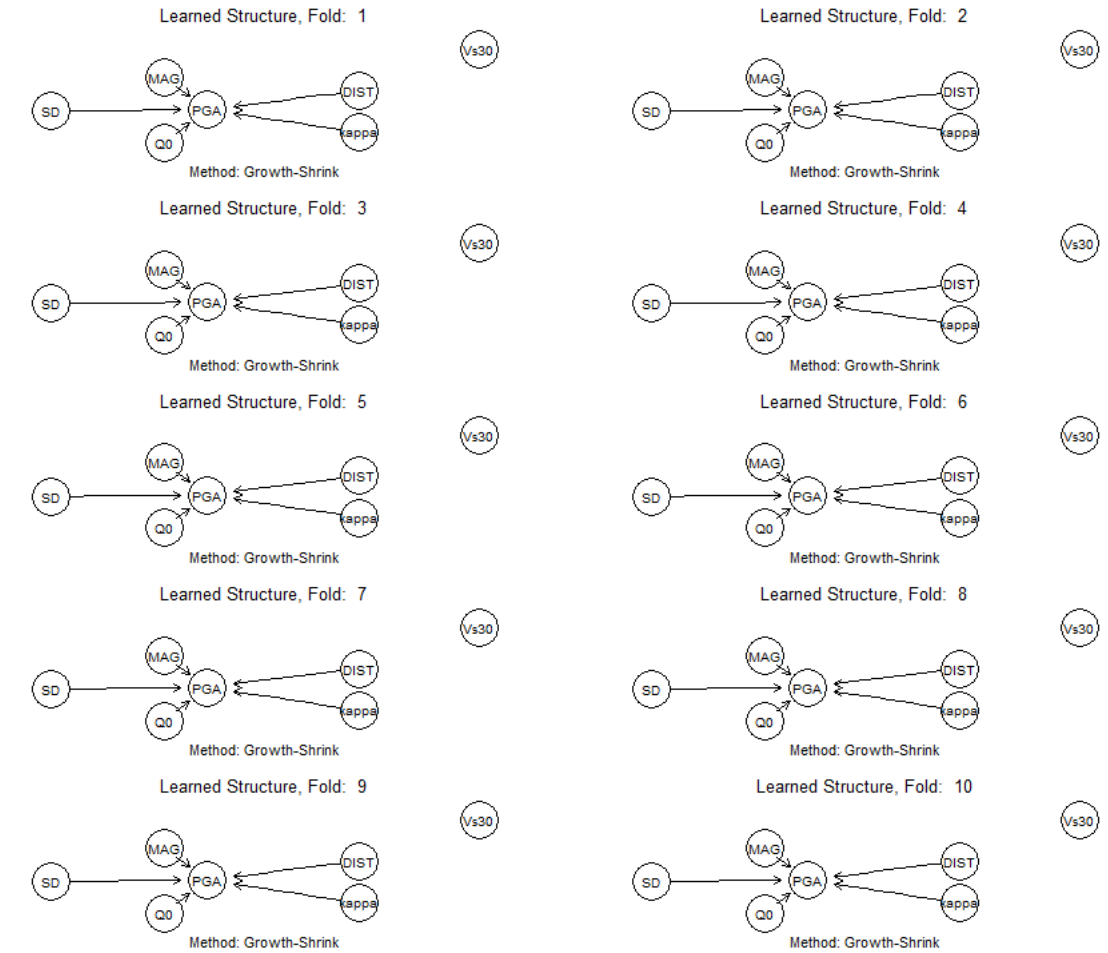 Learned Structure, Fold: 1
Vs30
MAG
DIST
SD
PGA
kappa
Q0
Method: Growth-Shrink
Learned Structure, Fold: 2
Vs30
MAG
DIST
SD
PGA
kappa
Q0
Method: Growth-Shrink
Learned Structure, Fold: 3
Vs30
MAG
DIST
SD
PGA
kappa
Q0
Method: Growth-Shrink
Learned Structure, Fold: 4
Vs30
MAG
DIST
SD
PGA
kappa
Q0
Method: Growth-Shrink
Learned Structure, Fold: 5
Vs30
MAG
DIST
SD
PGA
kappa
Q0
Method: Growth-Shrink
Learned Structure, Fold: 6
Vs30
MAG
DIST
SD
PGA
kappa
Q0
Method: Growth-Shrink
Learned Structure, Fold: 7
Vs30
MAG
DIST
SD
PGA
kappa
Q0
Method: Growth-Shrink
Learned Structure, Fold: 8
Vs30
MAG
DIST
SD
PGA
kappa
Q0
Method: Growth-Shrink
Learned Structure, Fold: 9
Vs30
MAG
DIST
SD
PGA
kappa
Q0
Method: Growth-Shrink
Learned Structure, Fold: 10
Vs30
MAG
DIST
SD
PGA
kappa
Q0
Method: Growth-Shrink